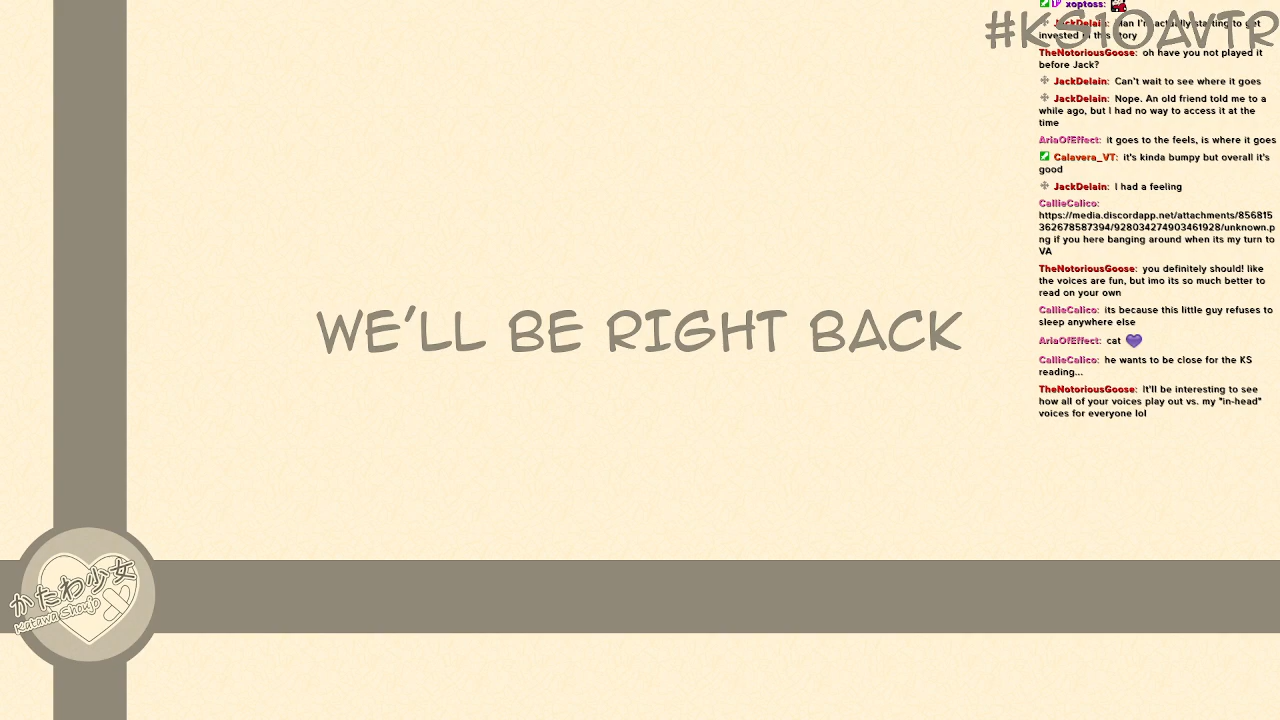 xoptoss:
#KS10AVTR
JackDelain: Man I'm actually starting to get
invested in this story
TheNotoriousGoose: oh have you not played it
before Jack?
JackDelain: Can't wait to see where it goes
JackDelain: Nope. An old friend told me to a
while ago, but I had no way to access it at the
time
AriaOfEffect: it goes to the feels, is where it goes
Calavera_VT: it's kinda bumpy but overall it's
good
JackDelain: I had a feeling
CallieCalico:
https://media.discordapp.net/attachments/856815
362678587394/928034274903461928/unknown.p
ng if you here banging around when its my turn to
VA
TheNotoriousGoose: you definitely should! like
the voices are fun, but imo its so much better to
read on your own
CallieCalico: its because this little guy refuses to
sleep anywhere else
AriaOfEffect: cat 💜
CallieCalico: he wants to be close for the KS
reading...
TheNotoriousGoose: It'll be interesting to see
how all of your voices play out vs. my "in-head"
voices for everyone lol
WE'LL BE RIGHT BACK
かたわ少女
Katawa Shoujo